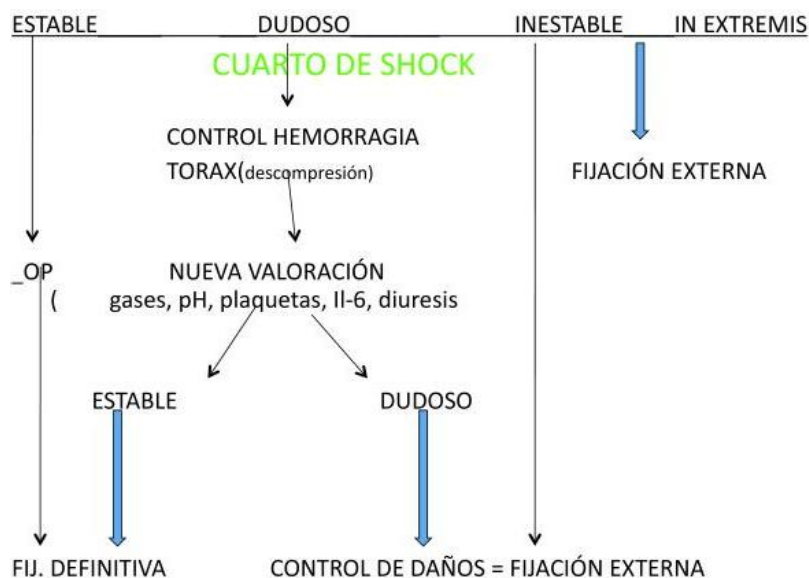 ESTABLE DUDOSO INESTABLE IN EXTREMIS
CUARTO DE SHOCK
CONTROL HEMORRAGIA
TORAX(descompresión) FIJACIÓN EXTERNA
_OP NUEVA VALORACIÓN
( gases, pH, plaquetas, Il-6, diuresis
ESTABLE DUDOSO
FIJ. DEFINITIVA CONTROL DE DAÑOS = FIJACIÓN EXTERNA